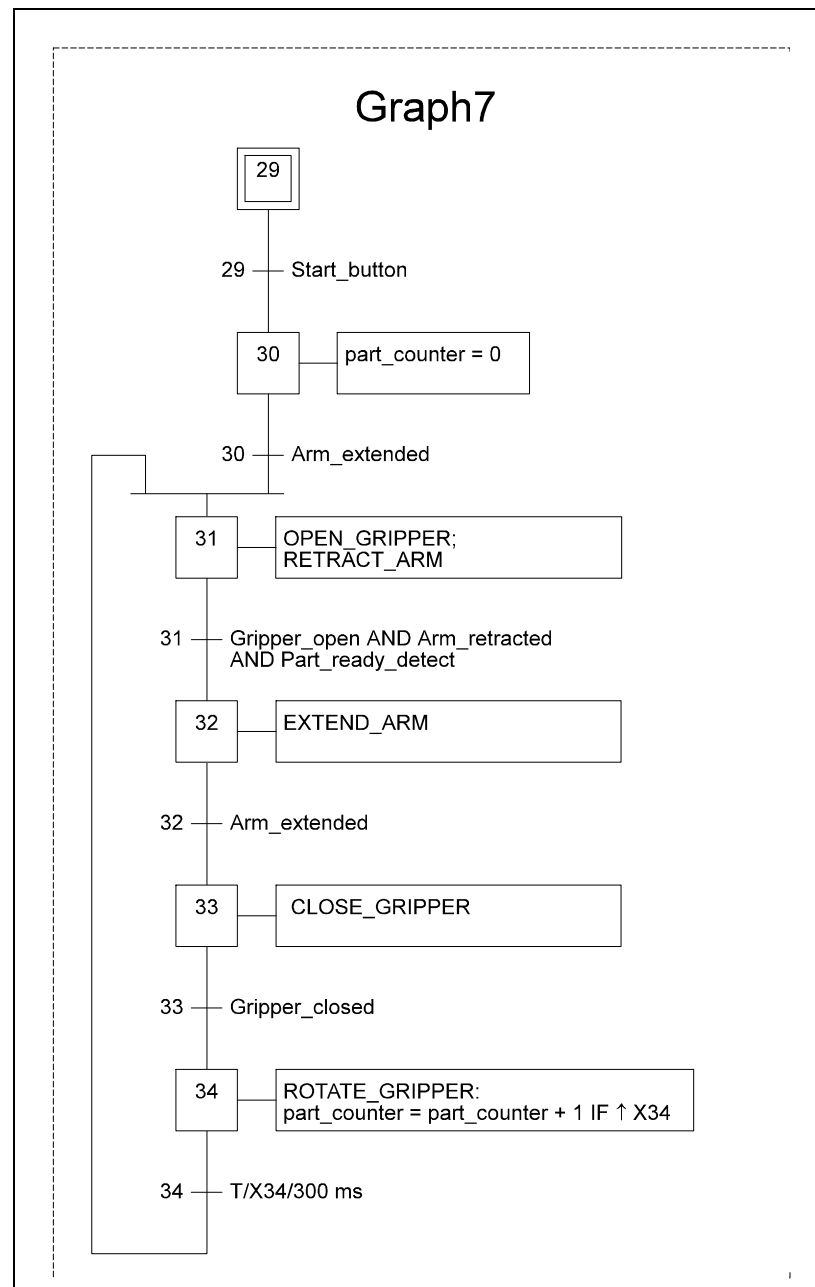 Graph7
29
29 Start_button
30 part_counter = 0
30 Arm_extended
31 OPEN_GRIPPER;
RETRACT_ARM
31 Gripper_open AND Arm_retracted
AND Part_ready_detect
32 EXTEND_ARM
32 Arm_extended
33 CLOSE_GRIPPER
33 Gripper_closed
34 ROTATE_GRIPPER:
part_counter = part_counter + 1 IF ↑ X34
34 T/X34/300 ms